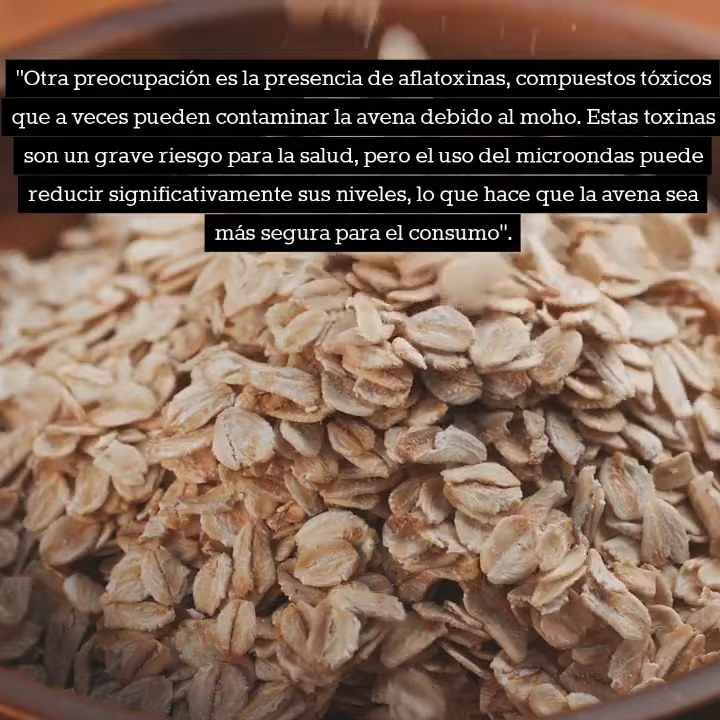 "Otra preocupación es la presencia de aflatoxinas, compuestos tóxicos
que a veces pueden contaminar la avena debido al moho. Estas toxinas
son un grave riesgo para la salud, pero el uso del microondas puede
reducir significativamente sus niveles, lo que hace que la avena sea
más segura para el consumo".